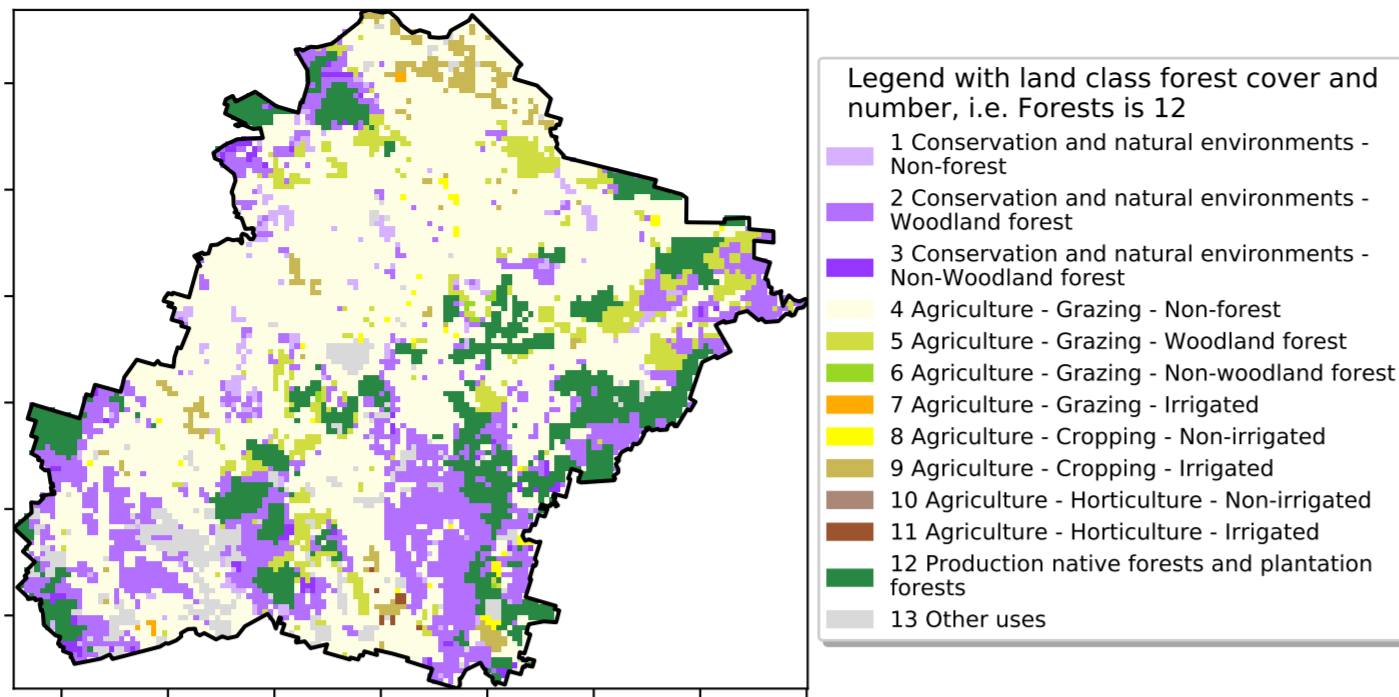 Legend with land class forest cover and
number, i.e. Forests is 12
1 Conservation and natural environments -
Non-forest
2 Conservation and natural environments -
Woodland forest
3 Conservation and natural environments -
Non-Woodland forest
4 Agriculture - Grazing - Non-forest
5 Agriculture - Grazing - Woodland forest
6 Agriculture - Grazing - Non-woodland forest
7 Agriculture - Grazing - Irrigated
8 Agriculture - Cropping - Non-irrigated
9 Agriculture - Cropping - Irrigated
10 Agriculture - Horticulture - Non-irrigated
11 Agriculture - Horticulture - Irrigated
12 Production native forests and plantation
forests
13 Other uses